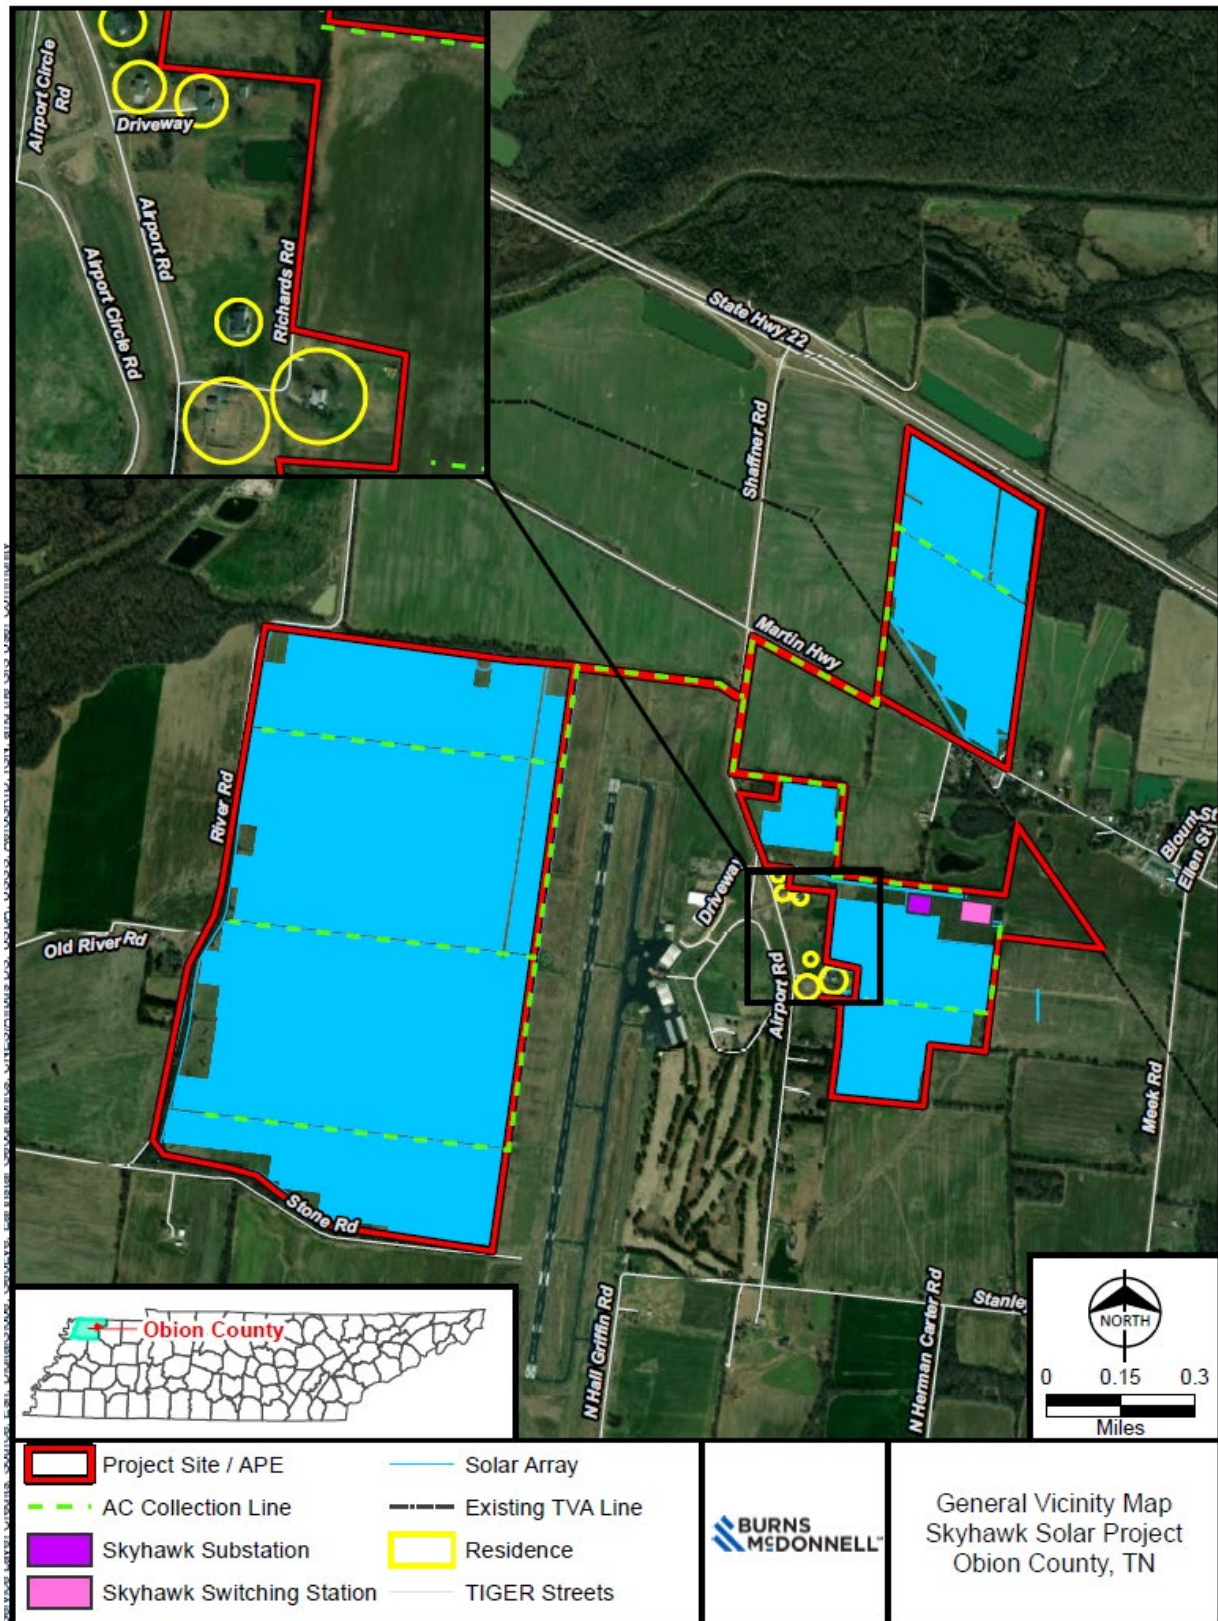 Airport Circle
Rd
Driveway
Airport Rd
Airport Circle Rd
Richards Rd
State Hwy 22
Shaffner Rd
Martin Hwy
River Rd
Old River Rd
Driveway
Airport Rd
Blount S
Ellen St
Meek Rd
Stone Rd
N Hall Griffin Rd
N Herman Carter Rd
Stanley
Obion County
NORTH
0 0.15 0.3
Miles
Project Site / APE
AC Collection Line
Skyhawk Substation
Skyhawk Switching Station
Solar Array
Existing TVA Line
Residence
TIGER Streets
BURNS
MCDONNELL
General Vicinity Map
Skyhawk Solar Project
Obion County, TN